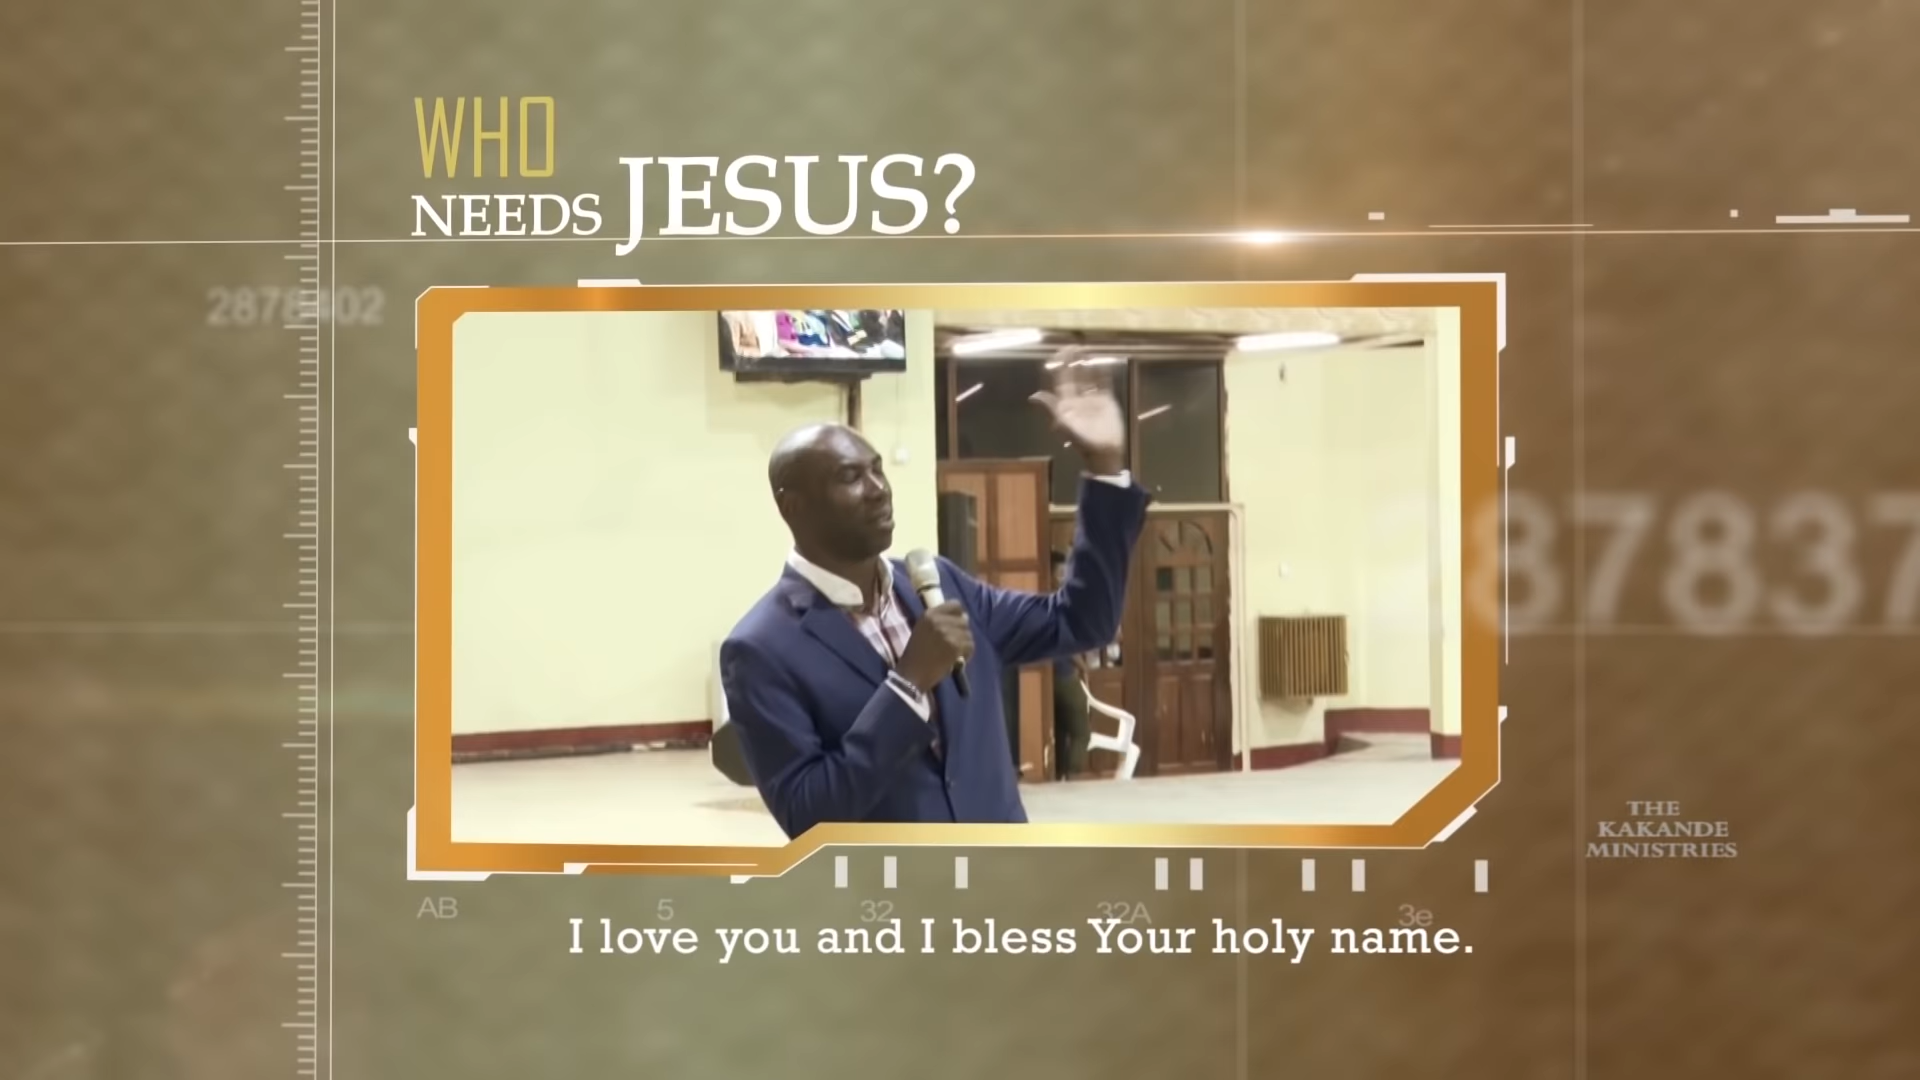 WHO
NEEDS JESUS?
2878402
87837
THE
KAKANDE
MINISTRIES
AB 5 32 32A 3e
I love you and I bless Your holy name.